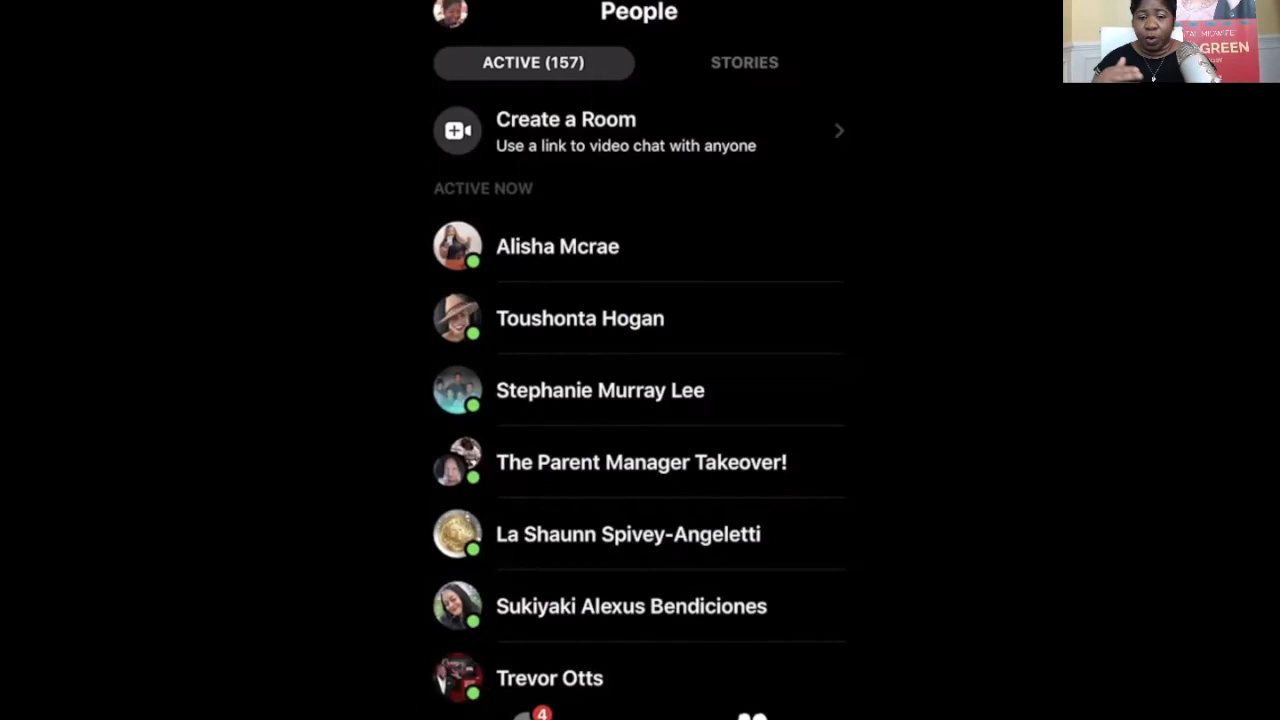 People
ACTIVE (157)
STORIES
Create a Room
Use a link to video chat with anyone
ACTIVE NOW
Alisha Mcrae
Toushonta Hogan
Stephanie Murray Lee
The Parent Manager Takeover!
La Shaunn Spivey-Angeletti
Sukiyaki Alexus Bendiciones
Trevor Otts
4
MIDWIFE
GREEN